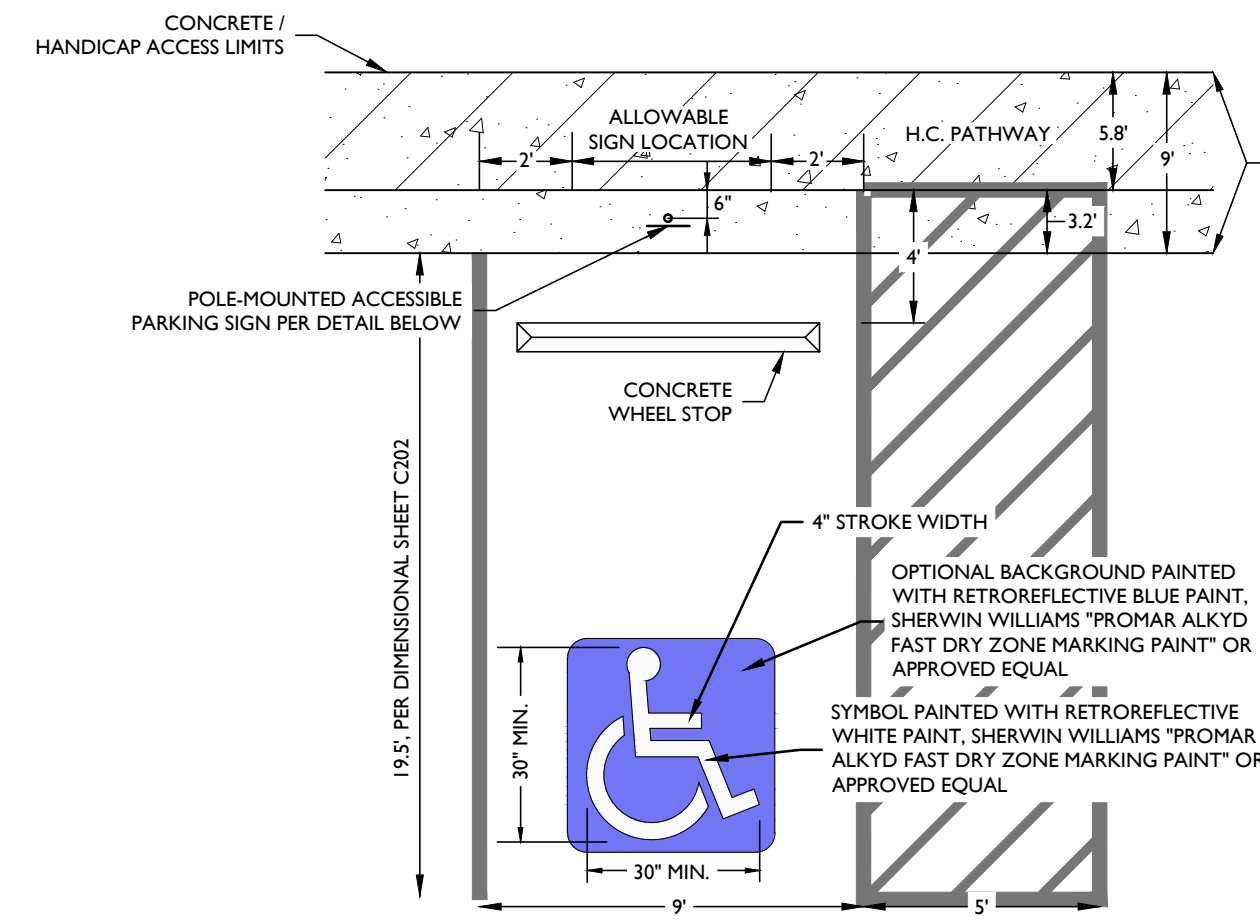 CONCRETE /
HANDICAP ACCESS LIMITS
ALLOWABLE
SIGN LOCATION
H.C. PATHWAY
5.8'
9'
2'
2'
6"
3.2'
4'
POLE-MOUNTED ACCESSIBLE
PARKING SIGN PER DETAIL BELOW
CONCRETE
WHEEL STOP
19.5', PER DIMENSIONAL SHEET C202
4" STROKE WIDTH
OPTIONAL BACKGROUND PAINTED
WITH RETROREFLECTIVE BLUE PAINT,
SHERWIN WILLIAMS "PROMAR ALKYD
FAST DRY ZONE MARKING PAINT" OR
APPROVED EQUAL
SYMBOL PAINTED WITH RETROREFLECTIVE
WHITE PAINT, SHERWIN WILLIAMS "PROMAR
ALKYD FAST DRY ZONE MARKING PAINT" OR
APPROVED EQUAL
30" MIN.
30" MIN.
9'
5'